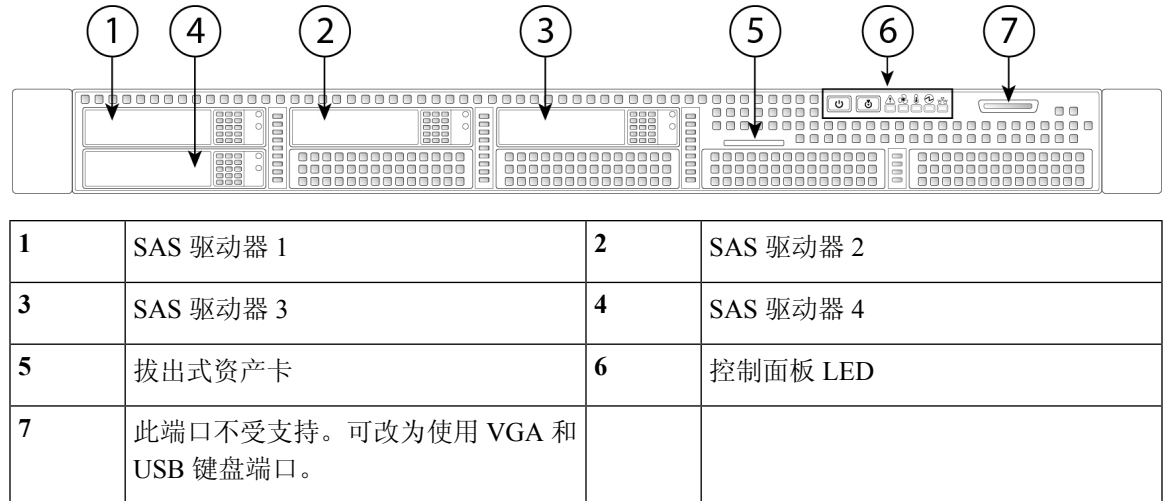 1 4 2 3 5 6 7
1 SAS 驱动器 1 2 SAS 驱动器 2
3 SAS 驱动器 3 4 SAS 驱动器 4
5 拔出式资产卡 6 控制面板 LED
7 此端口不受支持。可改为使用 VGA 和
USB 键盘端口。